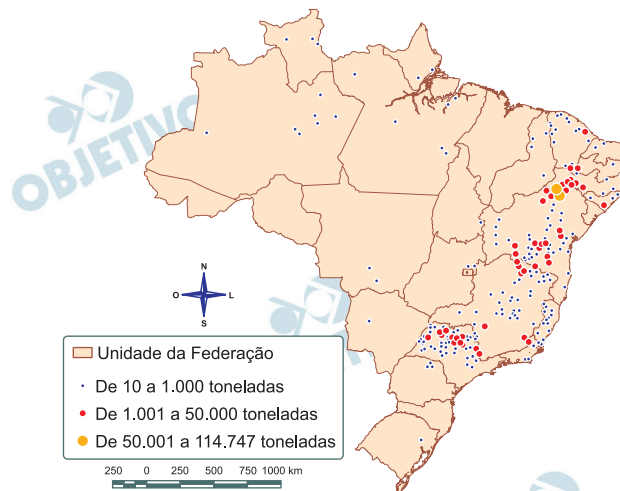 OBJETIVO
N
O
L
S
Unidade da Federação
De 10 a 1.000 toneladas
De 1.001 a 50.000 toneladas
De 50.001 a 114.747 toneladas
250 0 250 500 750 1000 km